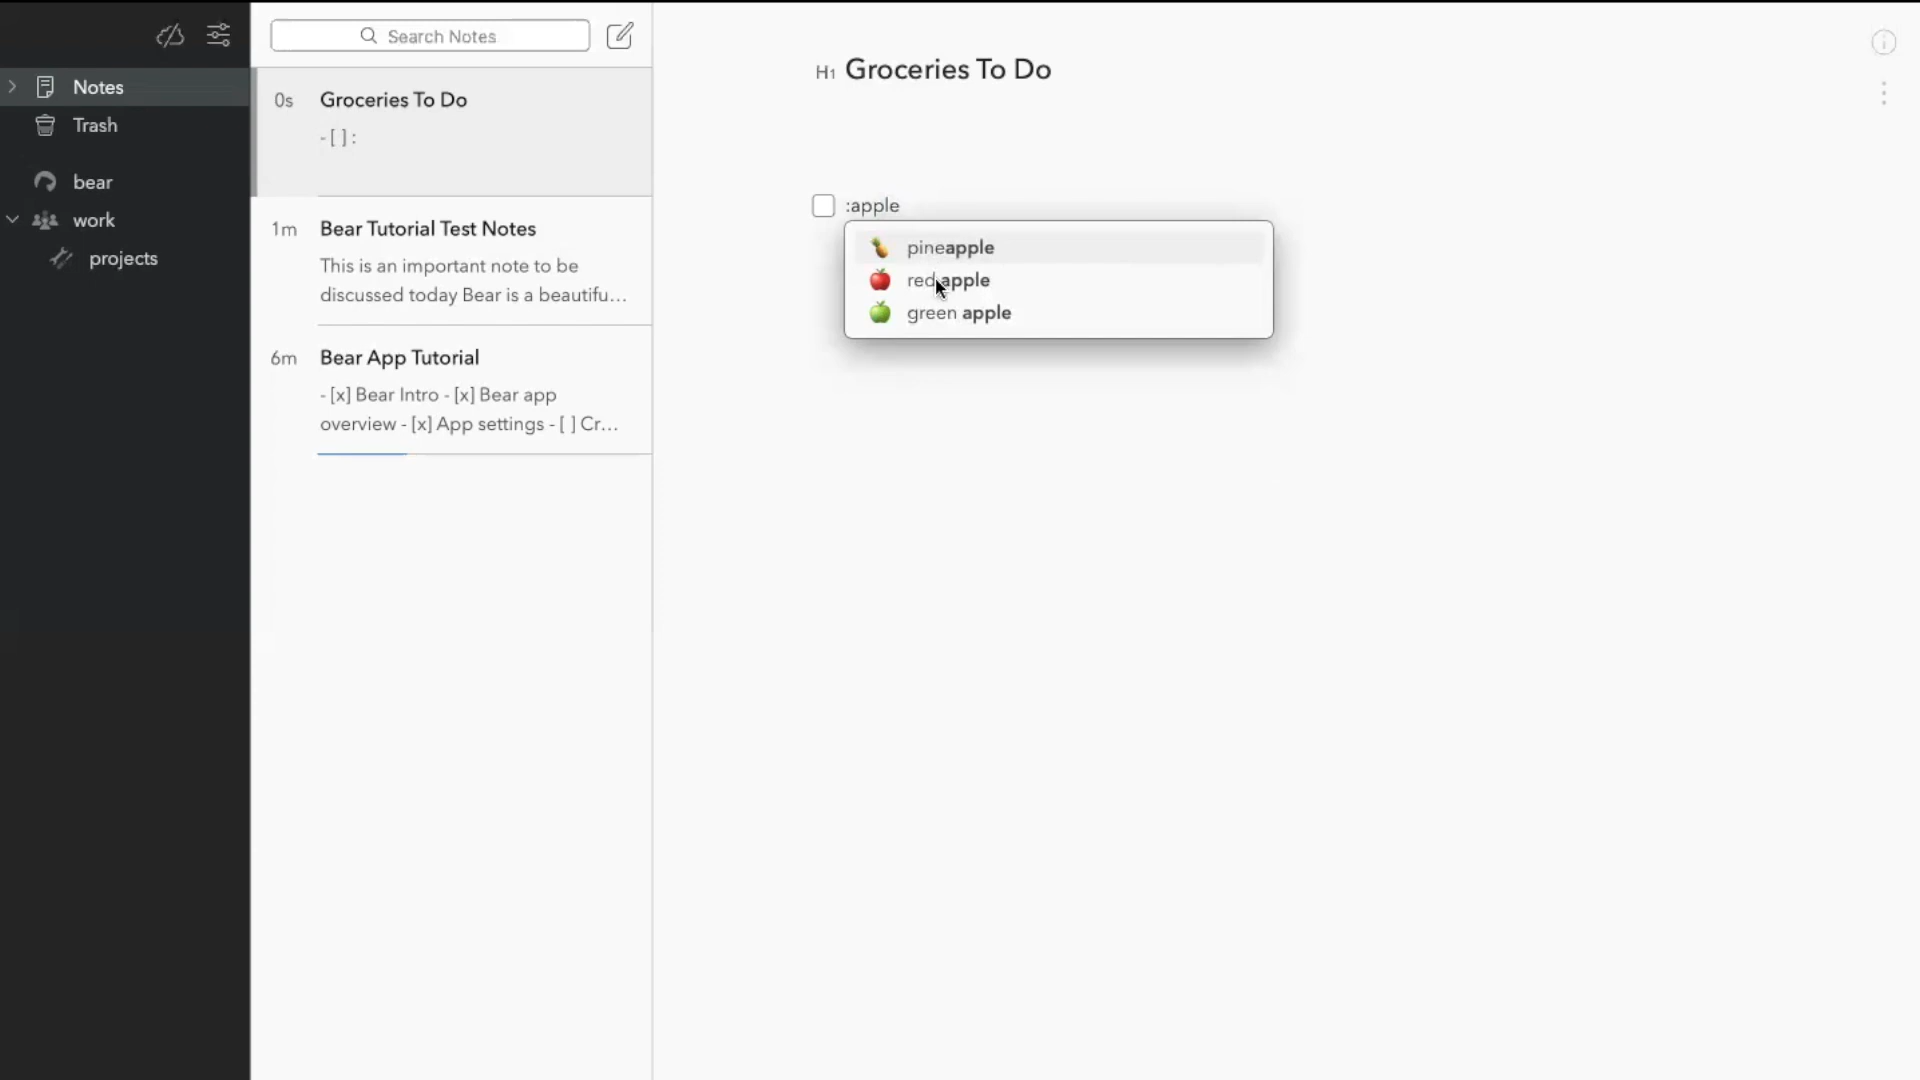 Notes
Trash
bear
work
projects
Search Notes
0s Groceries To Do
- [ ] :
1m Bear Tutorial Test Notes
This is an important note to be
discussed today Bear is a beautifu...
6m Bear App Tutorial
- [x] Bear Intro - [x] Bear app
overview - [x] App settings - [ ] Cr...
H1 Groceries To Do
:apple
pineapple
red apple
green apple